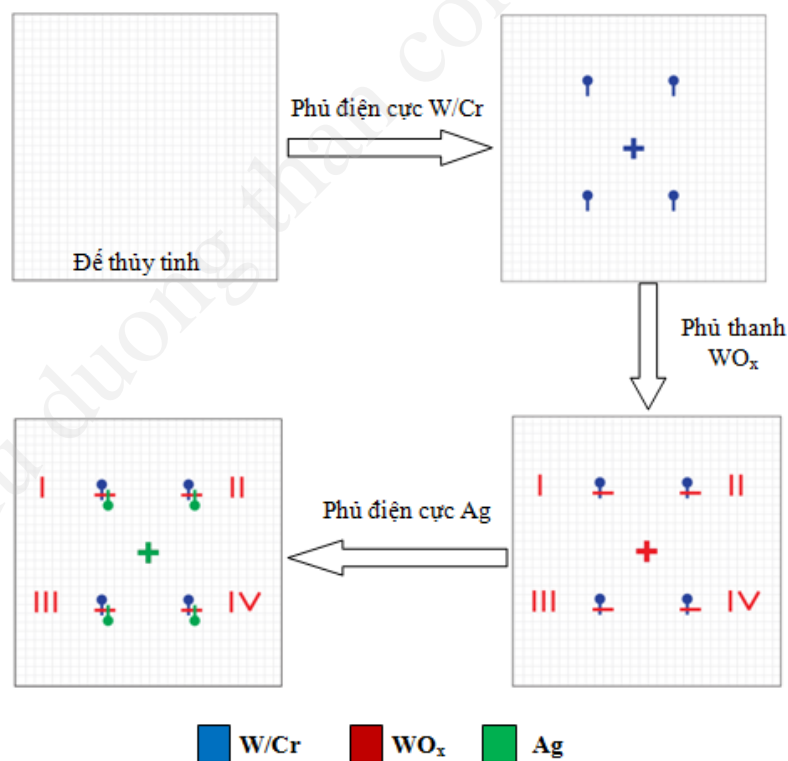 Phủ điện cực W/Cr
Đế thủy tinh
Phủ thanh
WOₓ
I
II
III
IV
Phủ điện cực Ag
I
II
III
IV
W/Cr
WOₓ
Ag